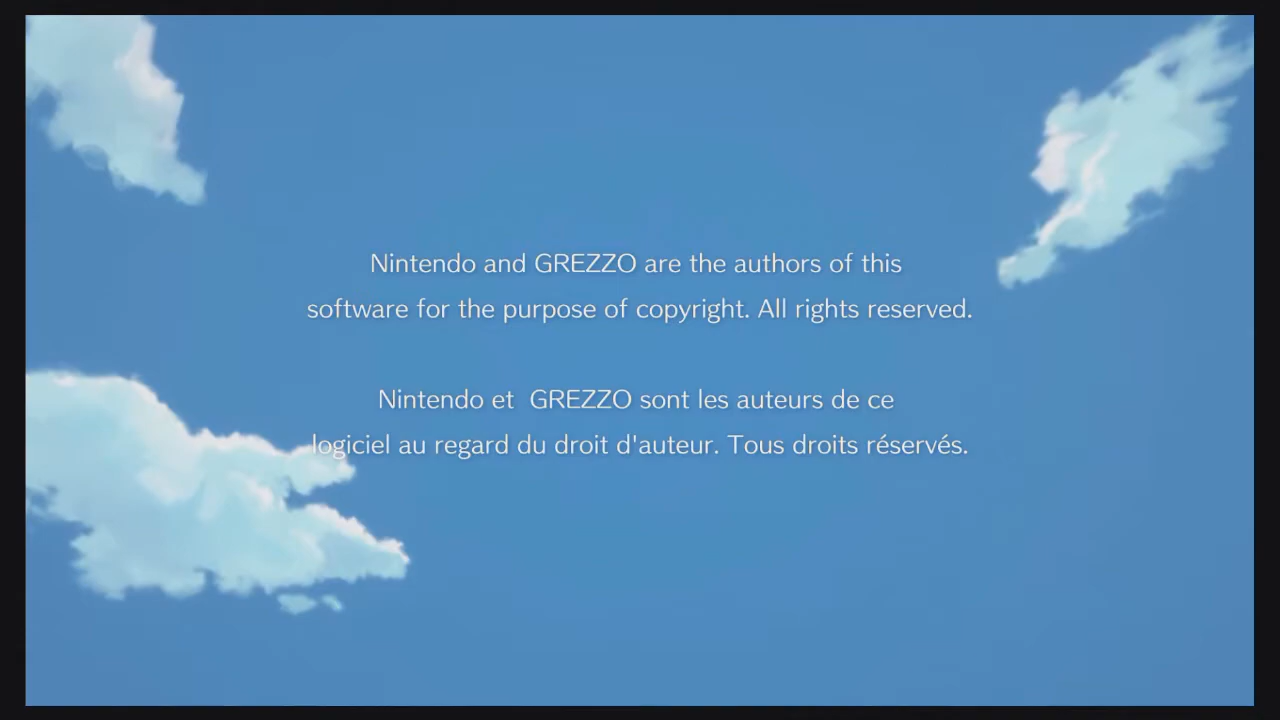 Nintendo and GREZZO are the authors of this
software for the purpose of copyright. All rights reserved.
Nintendo et  GREZZO sont les auteurs de ce
logiciel au regard du droit d'auteur. Tous droits réservés.